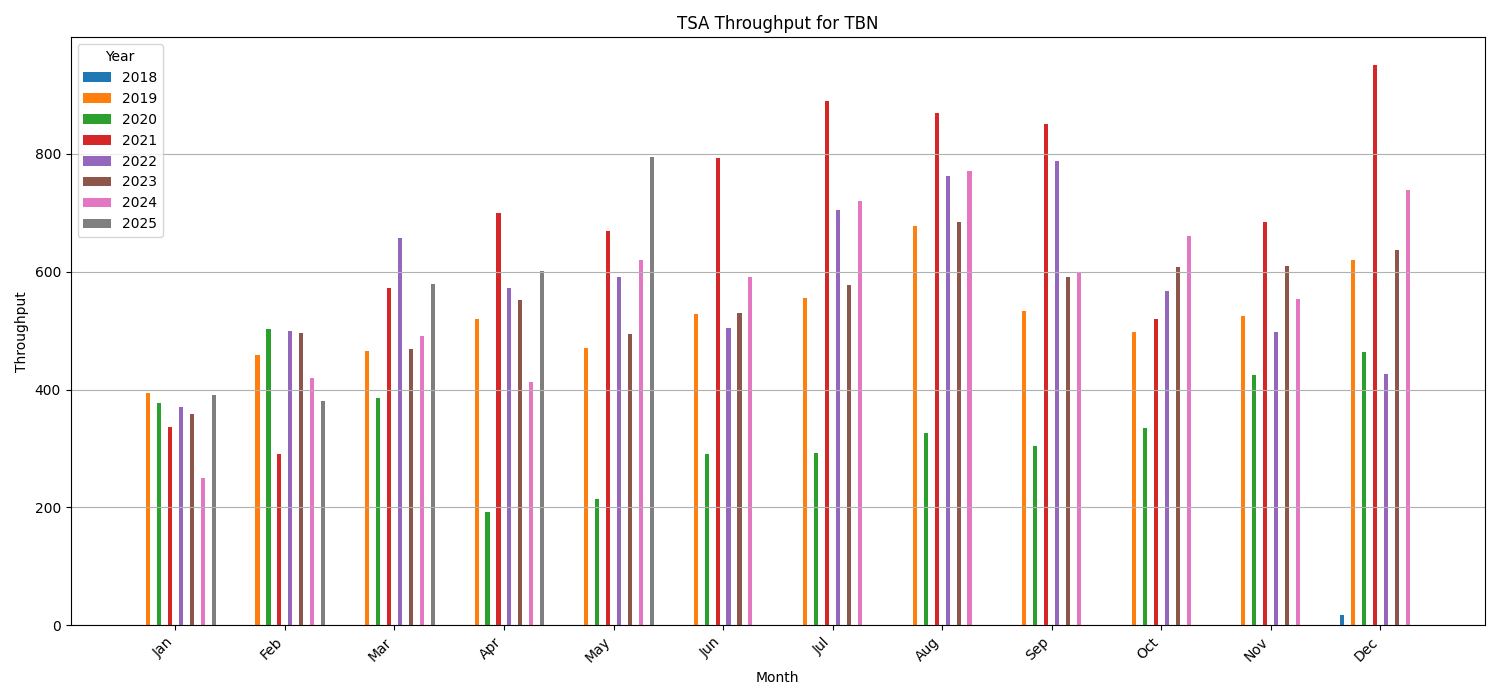 TSA Throughput for TBN
Year
2018
2019
2020
2021
2022
2023
2024
2025
Throughput
800
600
400
200
0
Jan
Feb
Mar
Apr
May
Jun
Jul
Aug
Sep
Oct
Nov
Dec
Month